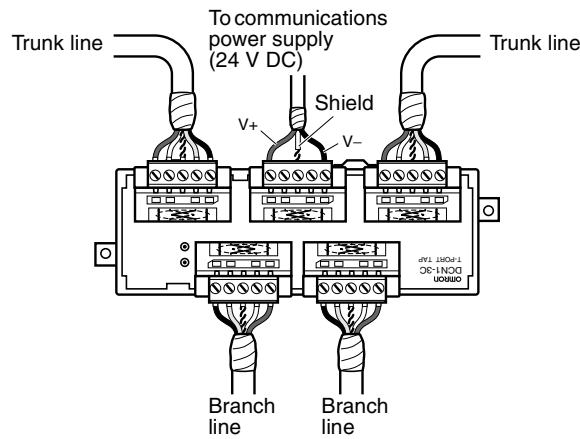 To communications
power supply
(24 V DC)
Trunk line
Trunk line
Shield
V+
V−
omron
DCN1-3C
T-PORT TAP
Branch
line
Branch
line